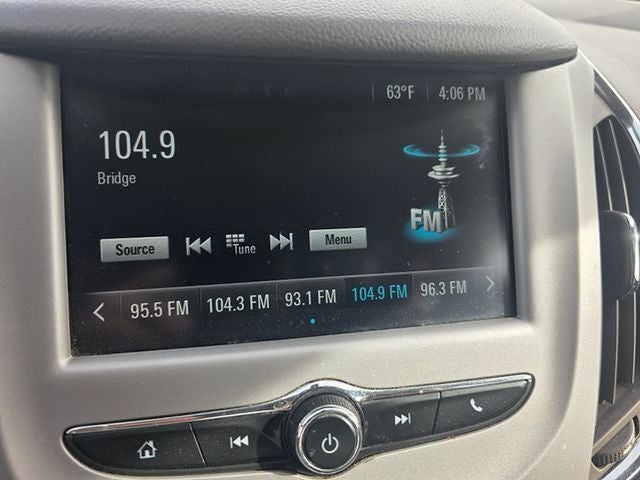 63°F 4:06 PM
104.9
Bridge
FM
Source Tune Menu
95.5 FM 104.3 FM 93.1 FM 104.9 FM 96.3 FM